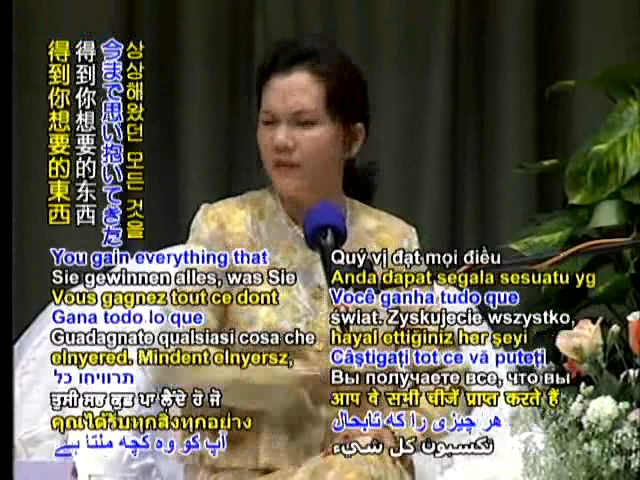 得到你想要的東西
得到你想要的东西
今まで思い抱いてきた
상상해왔던 모든 것을
You gain everything that
Sie gewinnen alles, was Sie
Vous gagnez tout ce dont
Gana todo lo que
Guadagnate qualsiasi cosa che
elnyered. Mindent elnyersz,
תרוויחו כל
ਤੁਸੀ ਸਭ ਕੁਛ ਪਾ ਲੈਂਦੇ ਹੋ ਜੋ
คุณได้รับทุกสิ่งทุกอย่าง
آپ کو وہ کچھ ملتا ہے
Quý vị đạt mọi điều
Anda dapat segala sesuatu yg
Você ganha tudo que
świat. Zyskujecie wszystko,
hayal ettiğiniz her şeyi
Câştigaţi tot ce vă puteţi
Вы получаете все, что вы
आप वे सभी चीजें प्राप्त करते हैं
هر چیزی را که تابحال
تكسبون كل شيء